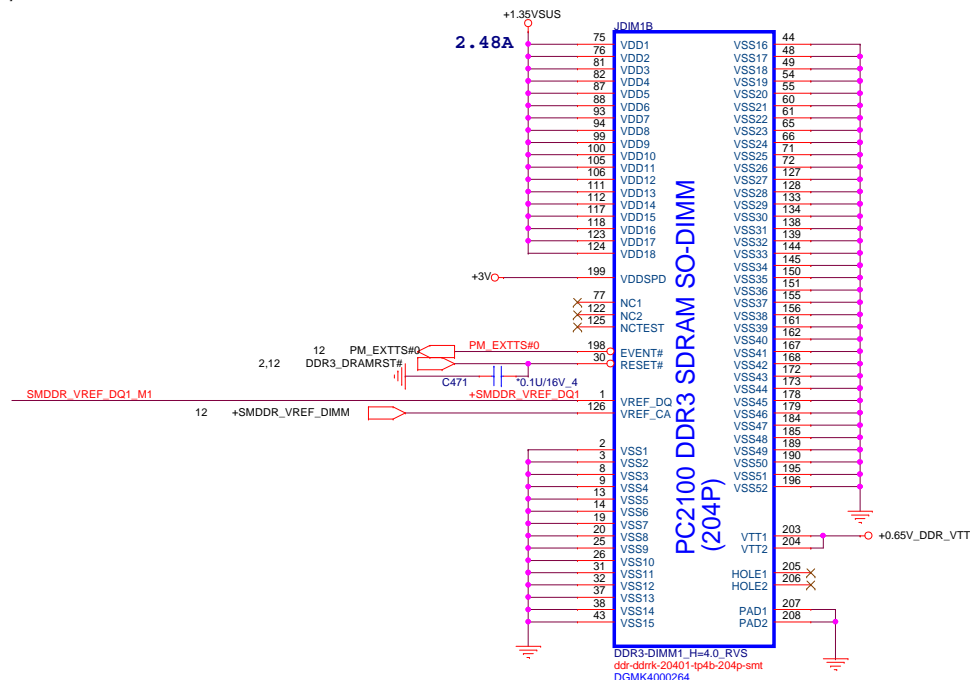 +1.35VSUS
2.48A
JDIM1B
75 VDD1
76 VDD2
81 VDD3
82 VDD4
87 VDD5
88 VDD6
93 VDD7
94 VDD8
99 VDD9
100 VDD10
105 VDD11
106 VDD12
111 VDD13
112 VDD14
117 VDD15
118 VDD16
123 VDD17
124 VDD18
+3V 199 VDDSPD
77 NC1
122 NC2
125 NCTEST
12 PM_EXTTS#0 PM_EXTTS#0 198 EVENT#
2,12 DDR3_DRAMRST# 30 RESET#
C471 *0.1U/16V_4
SMDDR_VREF_DQ1_M1 +SMDDR_VREF_DQ1 1 VREF_DQ
12 +SMDDR_VREF_DIMM 126 VREF_CA
2 VSS1
3 VSS2
8 VSS3
9 VSS4
13 VSS5
14 VSS6
19 VSS7
20 VSS8
25 VSS9
26 VSS10
31 VSS11
32 VSS12
37 VSS13
38 VSS14
43 VSS15
PC2100 DDR3 SDRAM SO-DIMM
(204P)
VSS16 44
VSS17 48
VSS18 49
VSS19 54
VSS20 55
VSS21 60
VSS22 61
VSS23 65
VSS24 66
VSS25 71
VSS26 72
VSS27 127
VSS28 128
VSS29 133
VSS30 134
VSS31 138
VSS32 139
VSS33 144
VSS34 145
VSS35 150
VSS36 151
VSS37 155
VSS38 156
VSS39 161
VSS40 162
VSS41 167
VSS42 168
VSS43 172
VSS44 173
VSS45 178
VSS46 179
VSS47 184
VSS48 185
VSS49 189
VSS50 190
VSS51 195
VSS52 196
VTT1 203
VTT2 204
+0.65V_DDR_VTT
HOLE1 205
HOLE2 206
PAD1 207
PAD2 208
DDR3-DIMM1_H=4.0_RVS
ddr-ddrrk-20401-tp4b-204p-smt
DGMK4000264